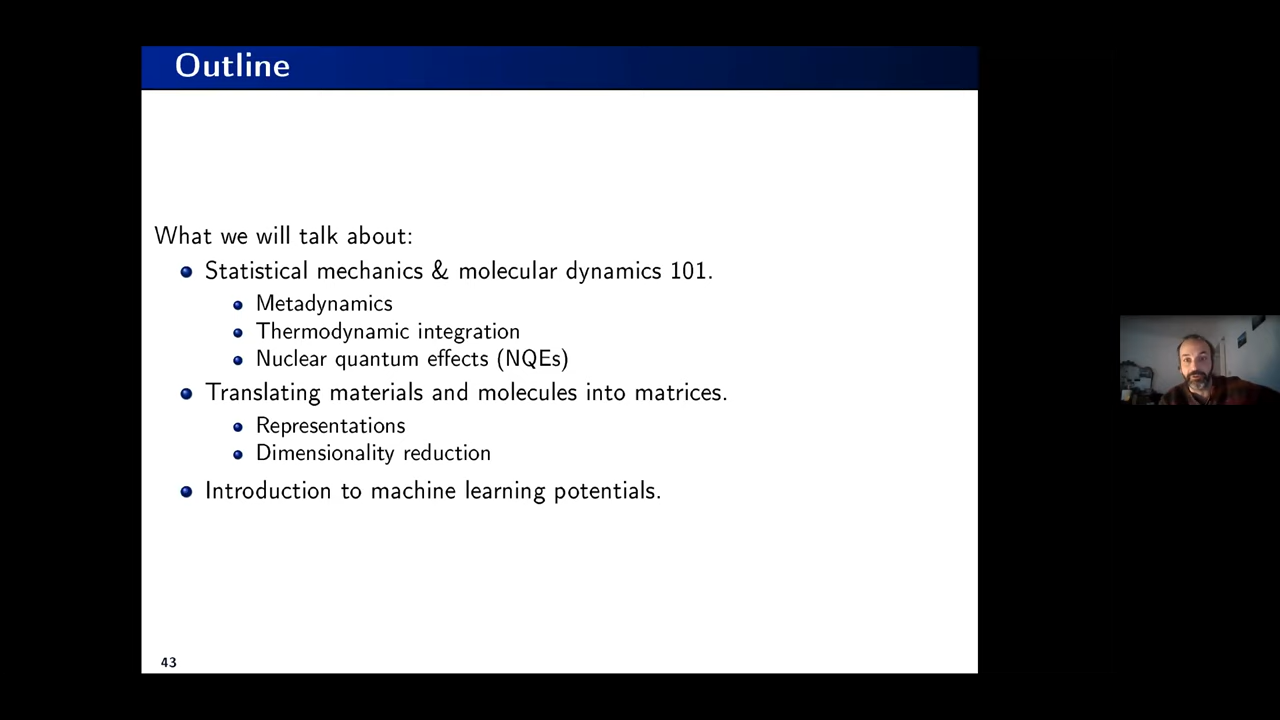 Outline
What we will talk about:
Statistical mechanics & molecular dynamics 101.
Metadynamics
Thermodynamic integration
Nuclear quantum effects (NQEs)
Translating materials and molecules into matrices.
Representations
Dimensionality reduction
Introduction to machine learning potentials.
43